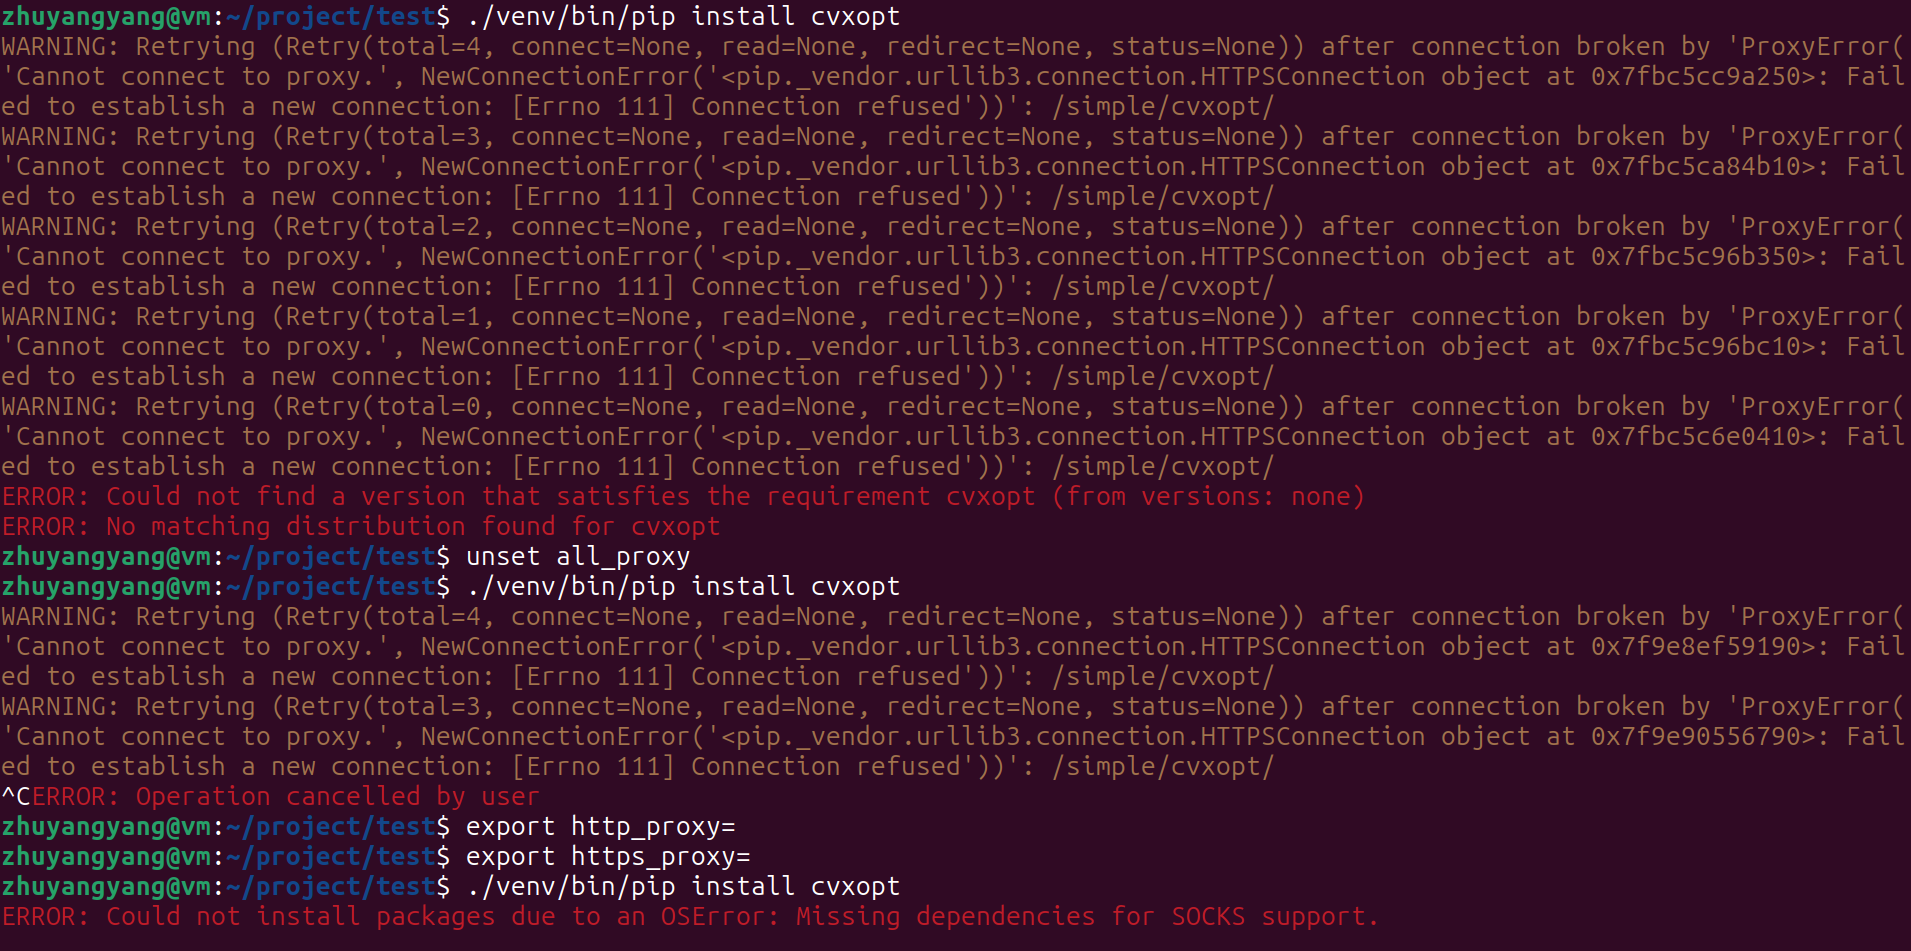 zhuyangyang@vm:~/project/test$ ./venv/bin/pip install cvxopt
WARNING: Retrying (Retry(total=4, connect=None, read=None, redirect=None, status=None)) after connection broken by 'ProxyError(
'Cannot connect to proxy.', NewConnectionError('<pip._vendor.urllib3.connection.HTTPSConnection object at 0x7fbc5cc9a250>: Fail
ed to establish a new connection: [Errno 111] Connection refused'))': /simple/cvxopt/
WARNING: Retrying (Retry(total=3, connect=None, read=None, redirect=None, status=None)) after connection broken by 'ProxyError(
'Cannot connect to proxy.', NewConnectionError('<pip._vendor.urllib3.connection.HTTPSConnection object at 0x7fbc5ca84b10>: Fail
ed to establish a new connection: [Errno 111] Connection refused'))': /simple/cvxopt/
WARNING: Retrying (Retry(total=2, connect=None, read=None, redirect=None, status=None)) after connection broken by 'ProxyError(
'Cannot connect to proxy.', NewConnectionError('<pip._vendor.urllib3.connection.HTTPSConnection object at 0x7fbc5c96b350>: Fail
ed to establish a new connection: [Errno 111] Connection refused'))': /simple/cvxopt/
WARNING: Retrying (Retry(total=1, connect=None, read=None, redirect=None, status=None)) after connection broken by 'ProxyError(
'Cannot connect to proxy.', NewConnectionError('<pip._vendor.urllib3.connection.HTTPSConnection object at 0x7fbc5c96bc10>: Fail
ed to establish a new connection: [Errno 111] Connection refused'))': /simple/cvxopt/
WARNING: Retrying (Retry(total=0, connect=None, read=None, redirect=None, status=None)) after connection broken by 'ProxyError(
'Cannot connect to proxy.', NewConnectionError('<pip._vendor.urllib3.connection.HTTPSConnection object at 0x7fbc5c6e0410>: Fail
ed to establish a new connection: [Errno 111] Connection refused'))': /simple/cvxopt/
ERROR: Could not find a version that satisfies the requirement cvxopt (from versions: none)
ERROR: No matching distribution found for cvxopt
zhuyangyang@vm:~/project/test$ unset all_proxy
zhuyangyang@vm:~/project/test$ ./venv/bin/pip install cvxopt
WARNING: Retrying (Retry(total=4, connect=None, read=None, redirect=None, status=None)) after connection broken by 'ProxyError(
'Cannot connect to proxy.', NewConnectionError('<pip._vendor.urllib3.connection.HTTPSConnection object at 0x7f9e8ef59190>: Fail
ed to establish a new connection: [Errno 111] Connection refused'))': /simple/cvxopt/
WARNING: Retrying (Retry(total=3, connect=None, read=None, redirect=None, status=None)) after connection broken by 'ProxyError(
'Cannot connect to proxy.', NewConnectionError('<pip._vendor.urllib3.connection.HTTPSConnection object at 0x7f9e90556790>: Fail
ed to establish a new connection: [Errno 111] Connection refused'))': /simple/cvxopt/
^CERROR: Operation cancelled by user
zhuyangyang@vm:~/project/test$ export http_proxy=
zhuyangyang@vm:~/project/test$ export https_proxy=
zhuyangyang@vm:~/project/test$ ./venv/bin/pip install cvxopt
ERROR: Could not install packages due to an OSError: Missing dependencies for SOCKS support.